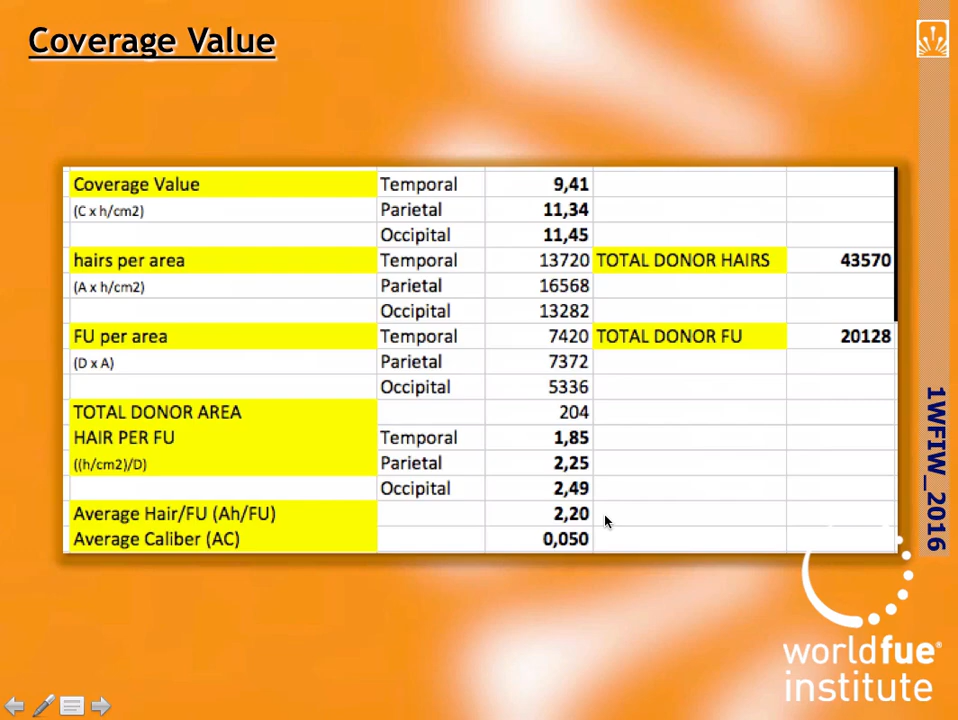 Coverage Value
Coverage Value Temporal 9,41
(C x h/cm2) Parietal 11,34
Occipital 11,45
hairs per area Temporal 13720 TOTAL DONOR HAIRS 43570
(A x h/cm2) Parietal 16568
Occipital 13282
FU per area Temporal 7420 TOTAL DONOR FU 20128
(D x A) Parietal 7372
Occipital 5336
TOTAL DONOR AREA 204
HAIR PER FU Temporal 1,85
((h/cm2)/D) Parietal 2,25
Occipital 2,49
Average Hair/FU (Ah/FU) 2,20
Average Caliber (AC) 0,050
1WFIW_2016
worldfue®
institute